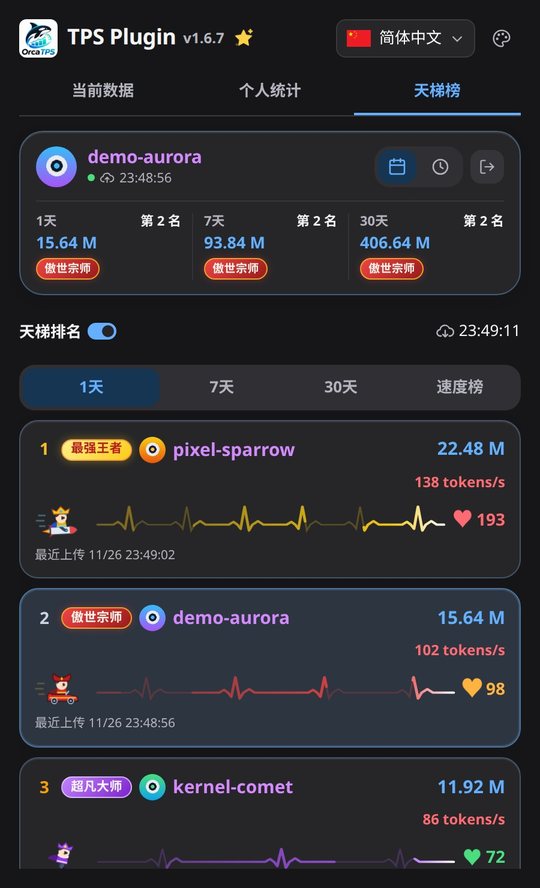 OrcaTPS
TPS Plugin v1.6.7
简体中文
当前数据 个人统计 天梯榜
demo-aurora
23:48:56
1天 第 2 名 7天 第 2 名 30天 第 2 名
15.64 M 93.84 M 406.64 M
傲世宗师 傲世宗师 傲世宗师
天梯排名 23:49:11
1天 7天 30天 速度榜
1 最强王者 pixel-sparrow 22.48 M
138 tokens/s
193
最近上传 11/26 23:49:02
2 傲世宗师 demo-aurora 15.64 M
102 tokens/s
98
最近上传 11/26 23:48:56
3 超凡大师 kernel-comet 11.92 M
86 tokens/s
72